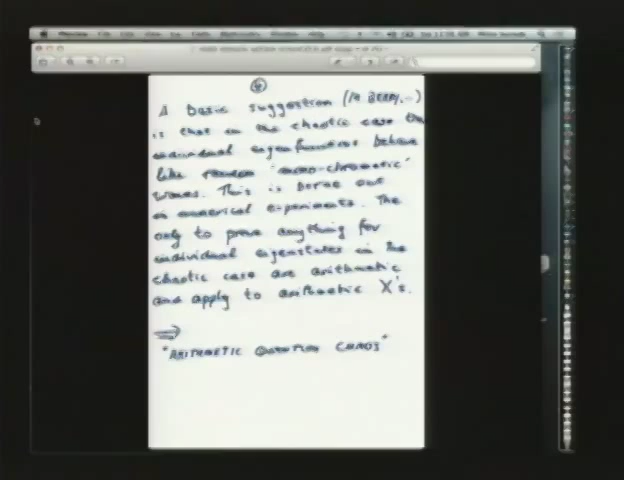 ④
A basic suggestion (M BERRY, ..)
is that in the chaotic case the
individual eigenfunctions behave
like random "mono-chromatic"
waves. This is borne out
in numerical experiments. The
only to prove anything for
individual eigenstates in the
chaotic case are arithmetic
and apply to arithmetic X's.
⇒
"ARITHMETIC QUANTUM CHAOS"